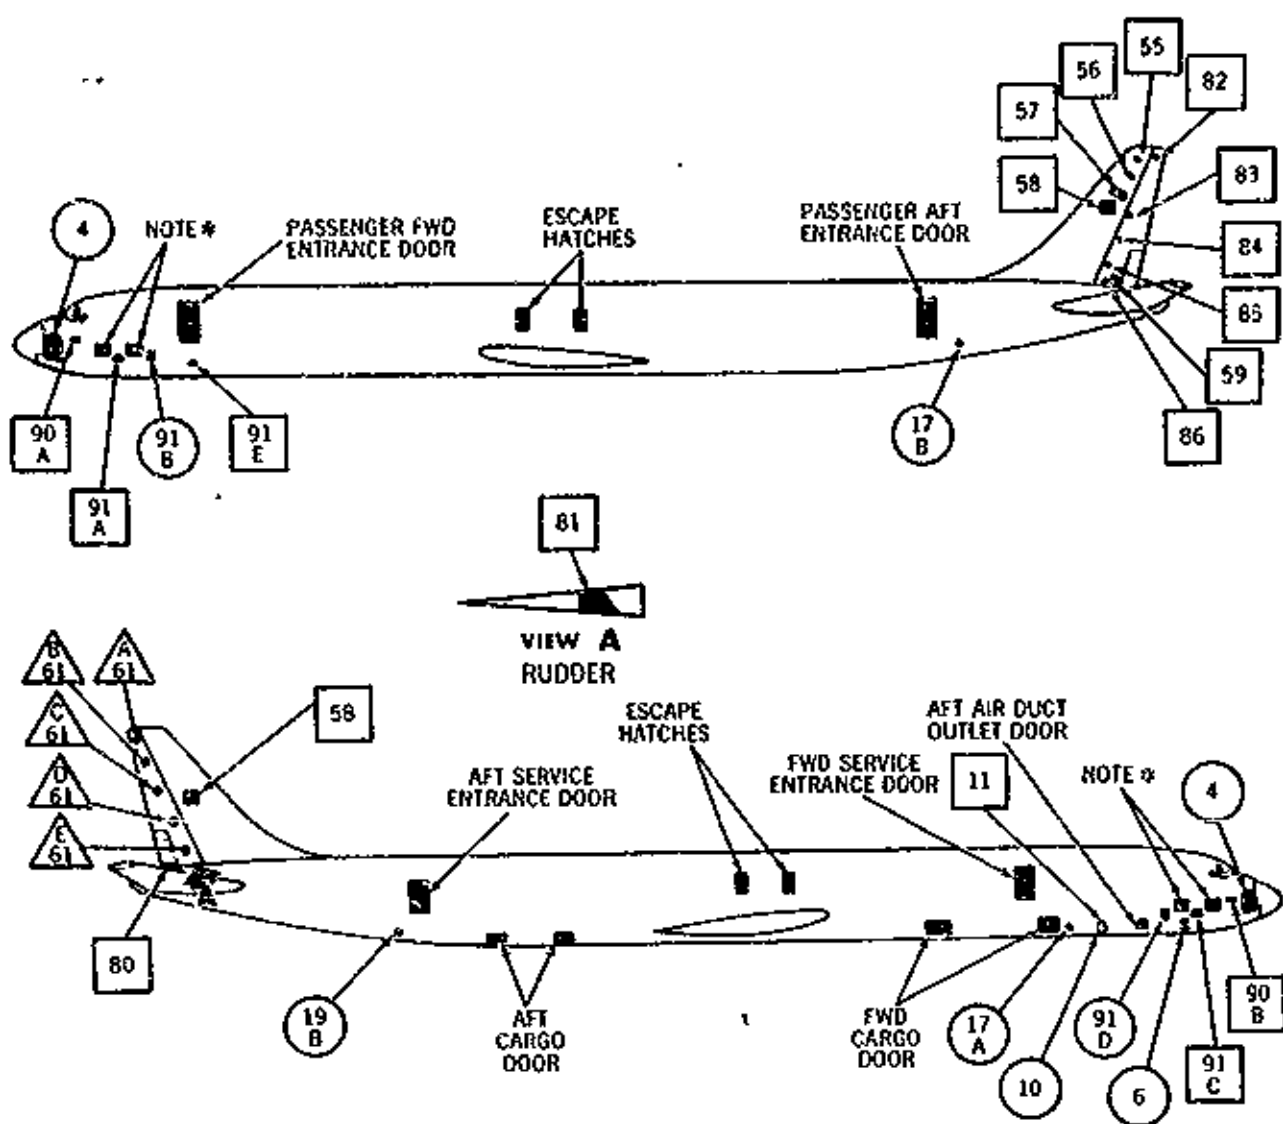 55
56
82
57
58
83
4
NOTE *
PASSENGER FWD
ENTRANCE DOOR
ESCAPE
HATCHES
PASSENGER AFT
ENTRANCE DOOR
84
85
59
86
90
A
91
B
91
E
17
B
91
A
81
VIEW A
RUDDER
B
61
A
61
C
61
58
D
61
E
61
AFT SERVICE
ENTRANCE DOOR
ESCAPE
HATCHES
FWD SERVICE
ENTRANCE DOOR
11
AFT AIR DUCT
OUTLET DOOR
NOTE *
4
A
80
19
B
AFT
CARGO
DOOR
FWD
CARGO
DOOR
17
A
10
91
D
6
91
C
90
B